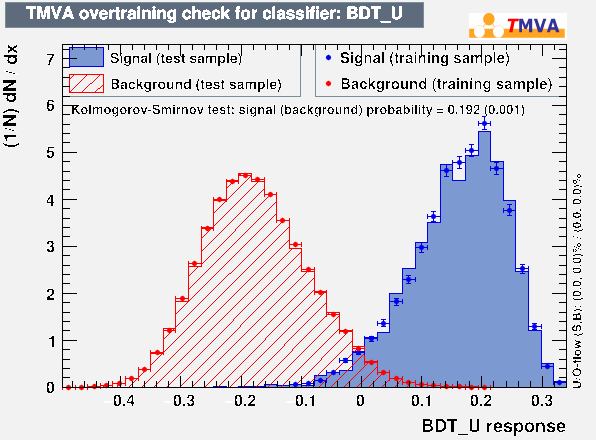 TMVA overtraining check for classifier: BDT_U
TMVA
Signal (test sample)
Background (test sample)
Signal (training sample)
Background (training sample)
Kolmogorov-Smirnov test: signal (background) probability = 0.192 (0.001)
(1/N) dN / dx
7
6
5
4
3
2
1
0
-0.4 -0.3 -0.2 -0.1 0 0.1 0.2 0.3
BDT_U response
U/O-flow (S,B): (0.0, 0.0)% / (0.0, 0.0)%